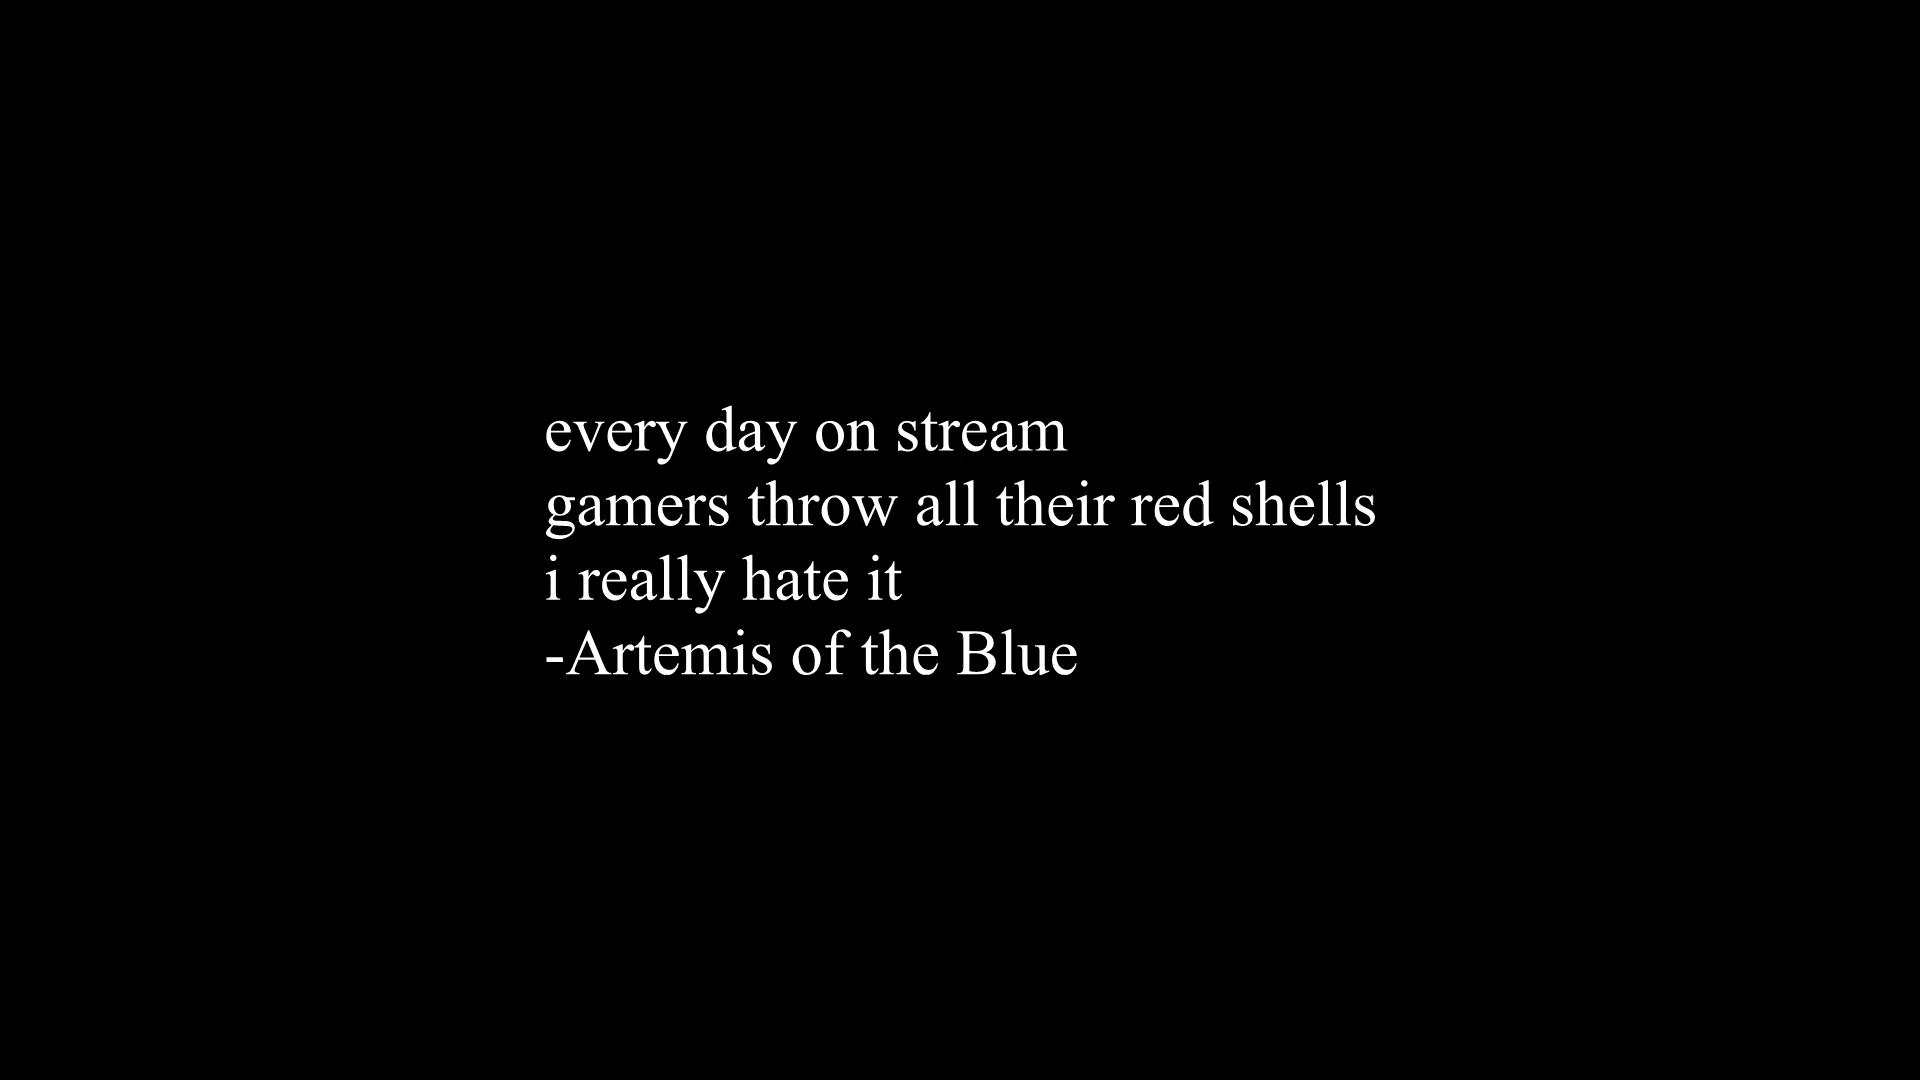 every day on stream
gamers throw all their red shells
i really hate it
-Artemis of the Blue